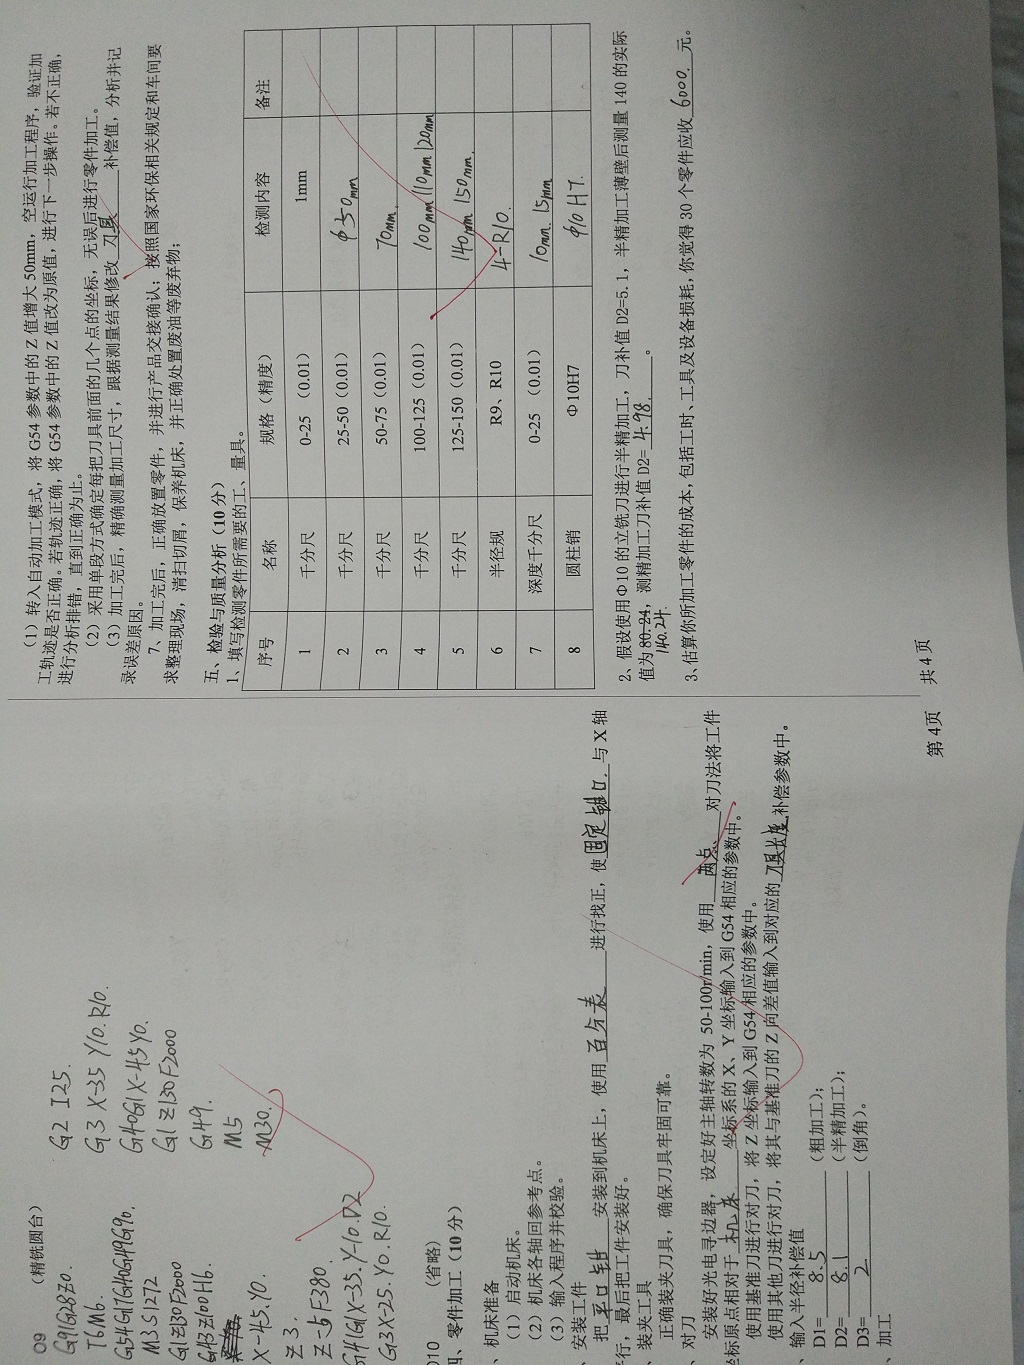 O9 (精铣圆台)
G91G28Z0.
T6M6.
G54G17G40G49G90.
M3S1272
G1Z130F2000
G43Z100H6.
X-45.Y0.
Z3.
Z-5F380.
G41G1X-35.Y-10.D2
G3X-25.Y0.R10.
G2 I25.
G3 X-35 Y10.R10.
G40G1X-45Y0.
G1Z130F2000
G49.
M5
M30.
O10 (省略)
四、零件加工(10 分)
、机床准备
(1)启动机床。
(2)机床各轴回参考点。
(3)输入程序并校验。
、安装工件
把 平口钳 安装到机床上,使用 百分表 进行找正,使 固定钳口. 与 X 轴
平行,最后把工件安装好。
、装夹工具
正确装夹刀具,确保刀具牢固可靠。
、对刀
安装好光电寻边器,设定好主轴转数为 50-100r/min,使用 两点、 对刀法将工件
坐标原点相对于 机床 坐标系的 X、Y 坐标输入到 G54 相应的参数中。
使用基准刀进行对刀,将 Z 坐标输入到 G54 相应的参数中。
使用其他刀进行对刀,将其与基准刀的 Z 向差值输入到对应的 刀具长度 补偿参数中。
、输入半径补偿值
D1= 8.5 (粗加工);
D2= 8.1 (半精加工);
D3= 2 (倒角)。
、加工
(1)转入自动加工模式,将 G54 参数中的 Z 值增大 50mm,空运行加工程序,验证加
工轨迹是否正确。若轨迹正确,将 G54 参数中的 Z 值改为原值,进行下一步操作。若不正确,
进行分析排错,直到正确为止。
(2)采用单段方式确定每把刀具前面的几个点的坐标,无误后进行零件加工。
(3)加工完后,精确测量加工尺寸,跟据测量结果修改 刀具 补偿值,分析并记
录误差原因。
7、加工完后,正确放置零件,并进行产品交接确认;按照国家环保相关规定和车间要
求整理现场,清扫切屑,保养机床,并正确处置废油等废弃物;
五、检验与质量分析(10 分)
1、填写检测零件所需要的工、量具。
序号 名称 规格(精度) 检测内容 备注
1 千分尺 0-25 (0.01) 1mm
2 千分尺 25-50(0.01) φ50mm
3 千分尺 50-75(0.01) 70mm.
4 千分尺 100-125(0.01) 100mm 110mm 120mm
5 千分尺 125-150(0.01) 140mm 150mm.
6 半径规 R9、R10 4-R10.
7 深度千分尺 0-25 (0.01) 10mm. 15mm
8 圆柱销 Φ10H7 φ10 H7.
2、假设使用Φ10 的立铣刀进行半精加工,刀补值 D2=5.1,半精加工薄壁后测量 140 的实际
值为 80.24, 测精加工刀补值 D2= 4.98. 。
140.24.
3、估算你所加工零件的成本,包括工时、工具及设备损耗,你觉得 30 个零件应收 6000. 元。
第 4页 共 4 页